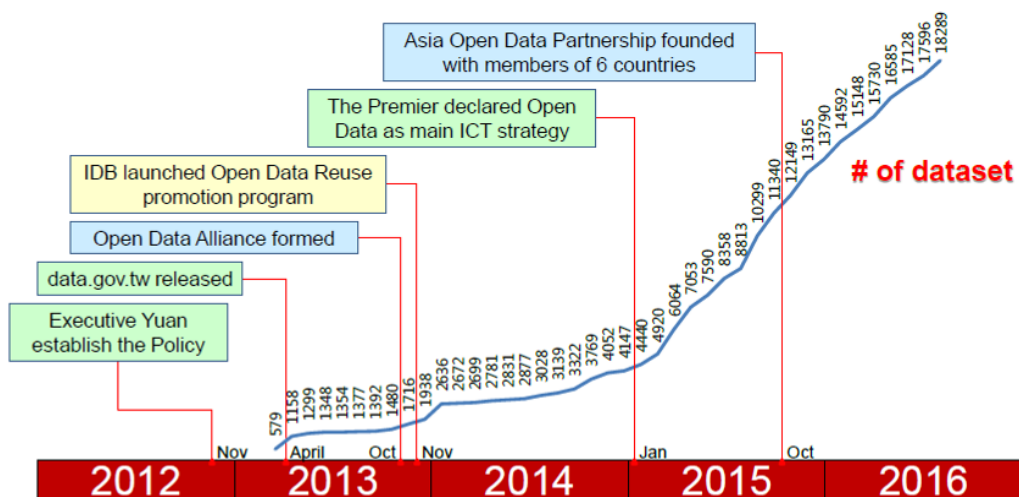 Asia Open Data Partnership founded
with members of 6 countries
The Premier declared Open
Data as main ICT strategy
IDB launched Open Data Reuse
promotion program
Open Data Alliance formed
data.gov.tw released
Executive Yuan
establish the Policy
# of dataset
579
1158
1299
1348
1354
1377
1392
1480
1716
1938
2636
2672
2699
2781
2831
2877
3028
3139
3322
3769
4052
4147
4440
4920
6064
7053
7590
8358
8813
10299
11340
12149
13165
13790
14592
15148
15730
16585
17128
17596
18289
Nov
April
Oct
Nov
Jan
Oct
2012
2013
2014
2015
2016